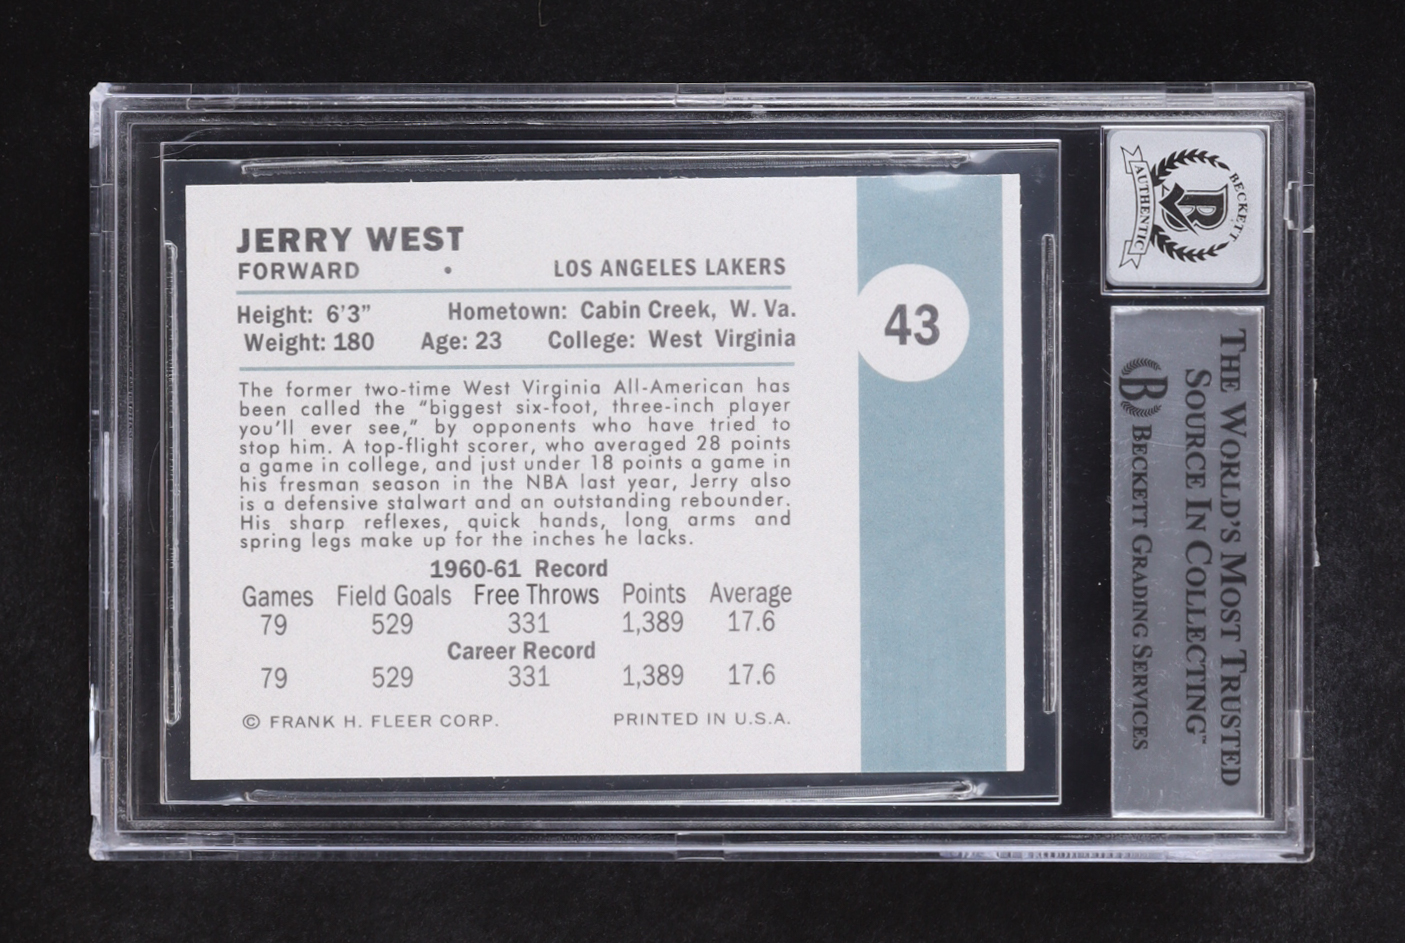 JERRY WEST
FORWARD • LOS ANGELES LAKERS
Height: 6'3" Hometown: Cabin Creek, W. Va.
Weight: 180 Age: 23 College: West Virginia
43
The former two-time West Virginia All-American has
been called the "biggest six-foot, three-inch player
you'll ever see," by opponents who have tried to
stop him. A top-flight scorer, who averaged 28 points
a game in college, and just under 18 points a game in
his fresman season in the NBA last year, Jerry also
is a defensive stalwart and an outstanding rebounder.
His sharp reflexes, quick hands, long arms and
spring legs make up for the inches he lacks.
1960-61 Record
Games Field Goals Free Throws Points Average
79 529 331 1,389 17.6
Career Record
79 529 331 1,389 17.6
© FRANK H. FLEER CORP. PRINTED IN U.S.A.
BECKETT
AUTHENTIC
THE WORLD'S MOST TRUSTED
SOURCE IN COLLECTING™
BECKETT GRADING SERVICES